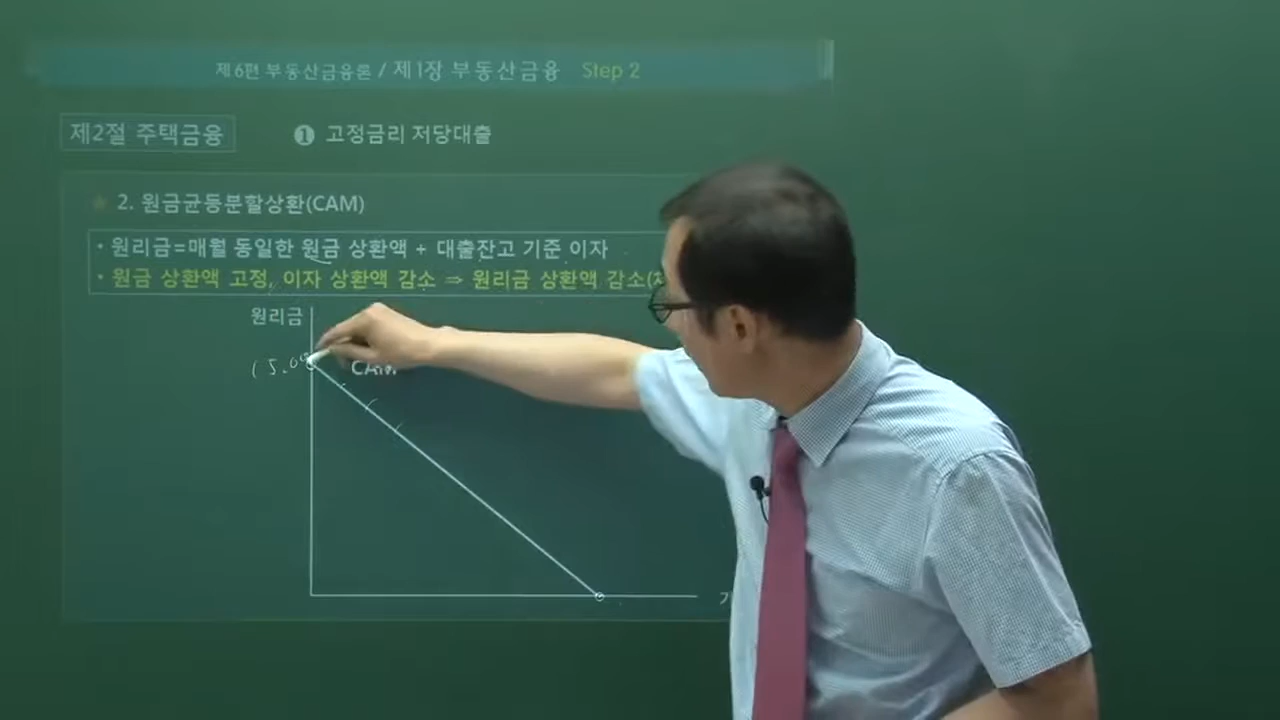 제6편 부동산금융론 / 제1장 부동산금융 Step 2
제2절 주택금융 ❶ 고정금리 저당대출
★ 2. 원금균등분할상환(CAM)
• 원리금=매월 동일한 원금 상환액 + 대출잔고 기준 이자
• 원금 상환액 고정, 이자 상환액 감소 ⇒ 원리금 상환액 감소(
원리금
CAM